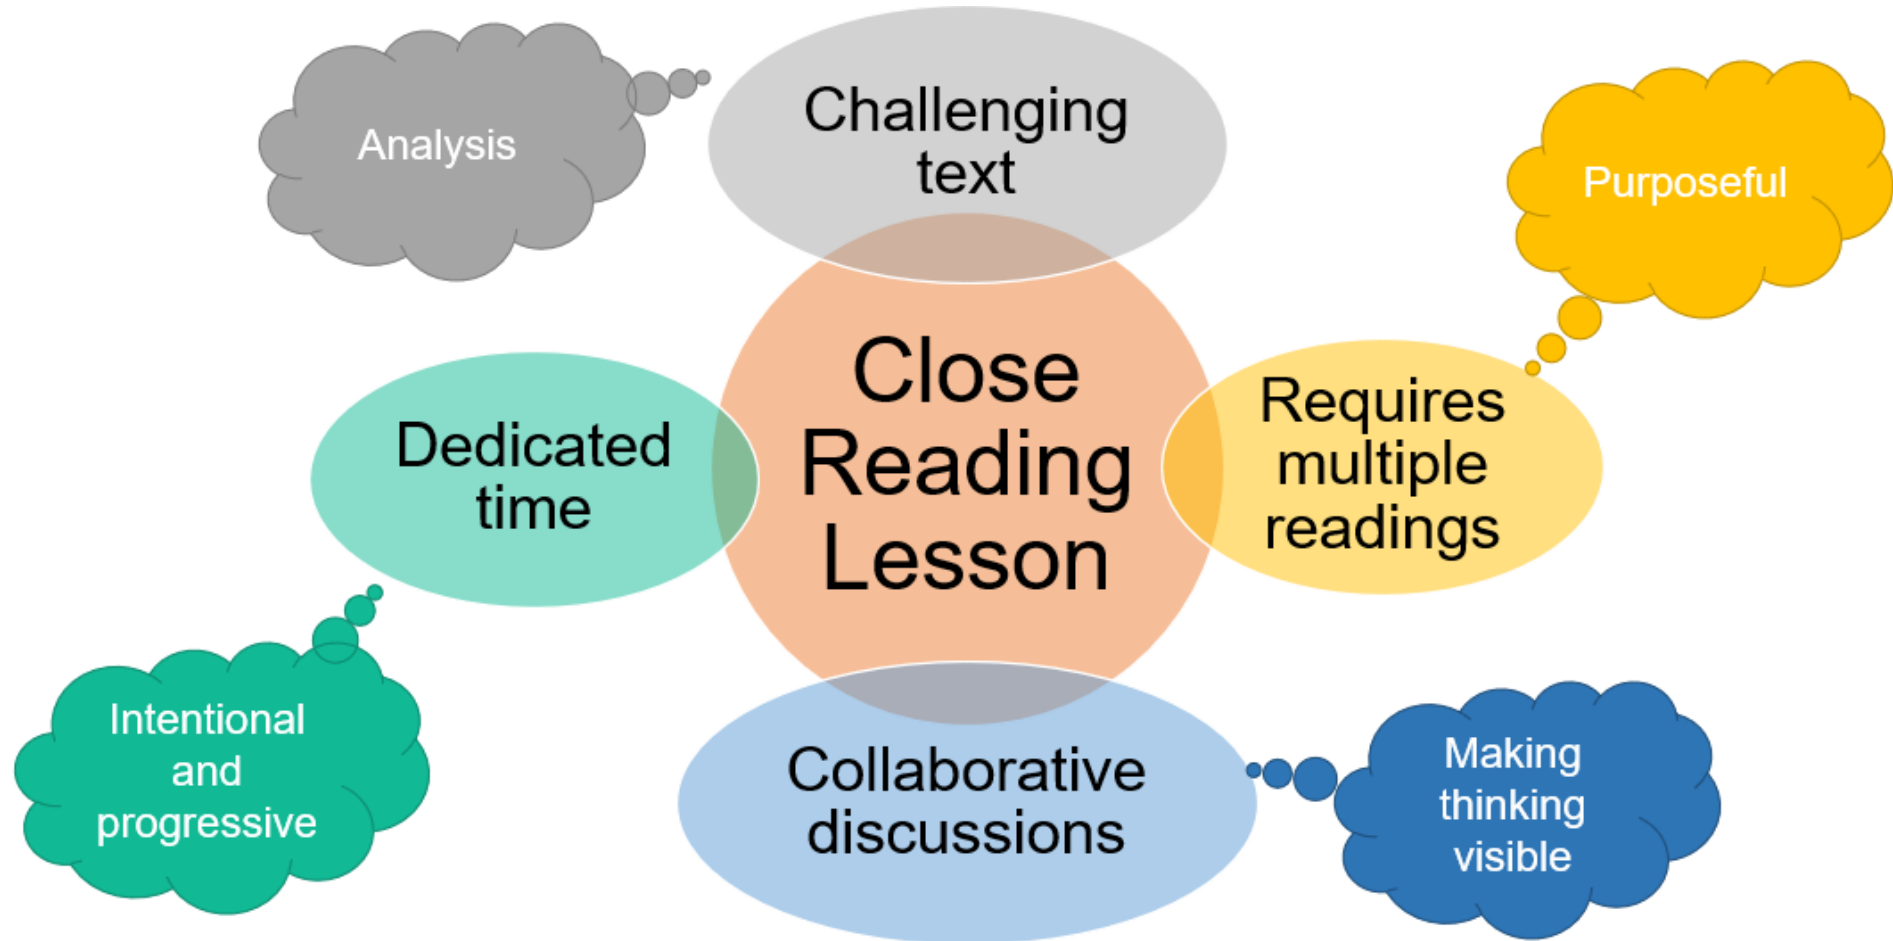 Analysis
Challenging
text
Purposeful
Dedicated
time
Close
Reading
Lesson
Requires
multiple
readings
Intentional
and
progressive
Collaborative
discussions
Making
thinking
visible